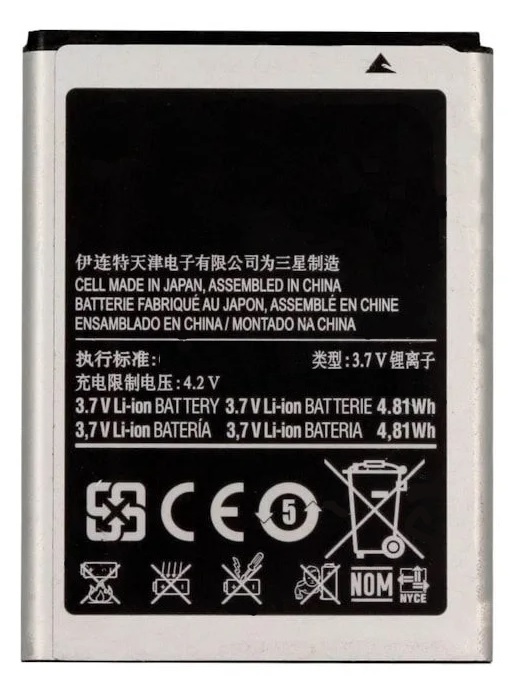 伊连特天津电子有限公司为三星制造
CELL MADE IN JAPAN, ASSEMBLED IN CHINA
BATTERIE FABRIQUÉ AU JAPON, ASSEMBLÉ EN CHINE
ENSAMBLADO EN CHINA / MONTADO NA CHINA
执行标准: 类型:3.7 V 锂离子
充电限制电压:4.2 V
3.7 V Li-ion BATTERY 3.7 V Li-ion BATTERIE 4.81Wh
3,7 V Li-ion BATERÍA 3,7 V Li-ion BATERIA 4,81Wh
CE 5
NOM NYCE